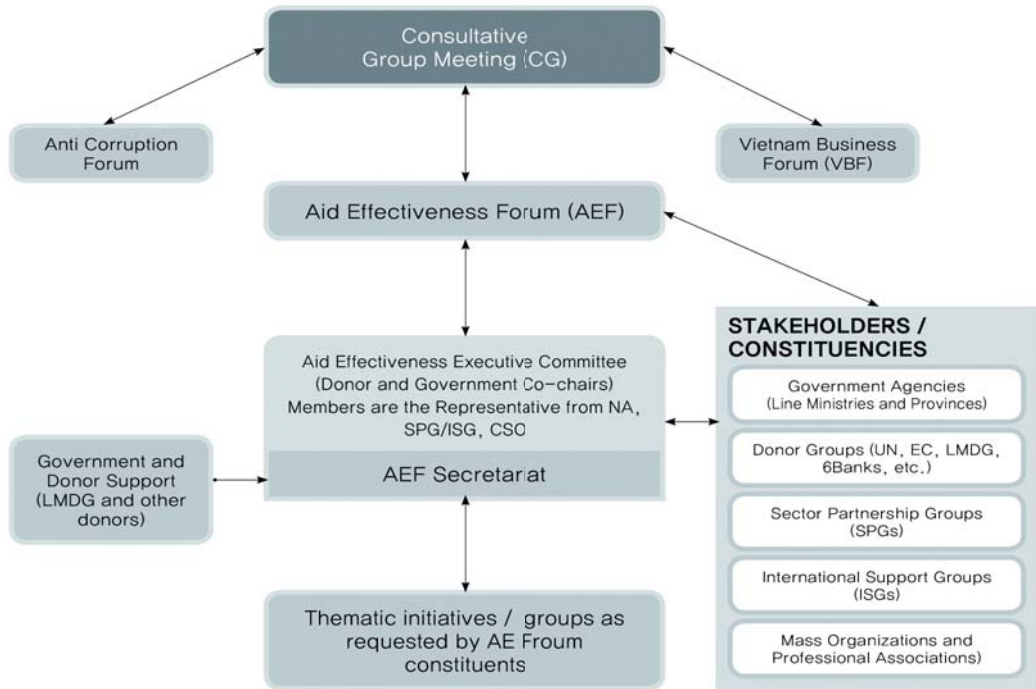 Consultative
Group Meeting (CG)
Anti Corruption
Forum
Vietnam Business
Forum (VBF)
Aid Effectiveness Forum (AEF)
Aid Effectiveness Executive Committee
(Donor and Government Co-chairs)
Members are the Representative from NA,
SPG/ISG, CSO
AEF Secretariat
Government and
Donor Support
(LMDG and other
donors)
Thematic initiatives / groups as
requested by AE Froum
constituents
STAKEHOLDERS /
CONSTITUENCIES
Government Agencies
(Line Ministries and Provinces)
Donor Groups (UN, EC, LMDG,
6Banks, etc.)
Sector Partnership Groups
(SPGs)
International Support Groups
(ISGs)
Mass Organizations and
Professional Associations)